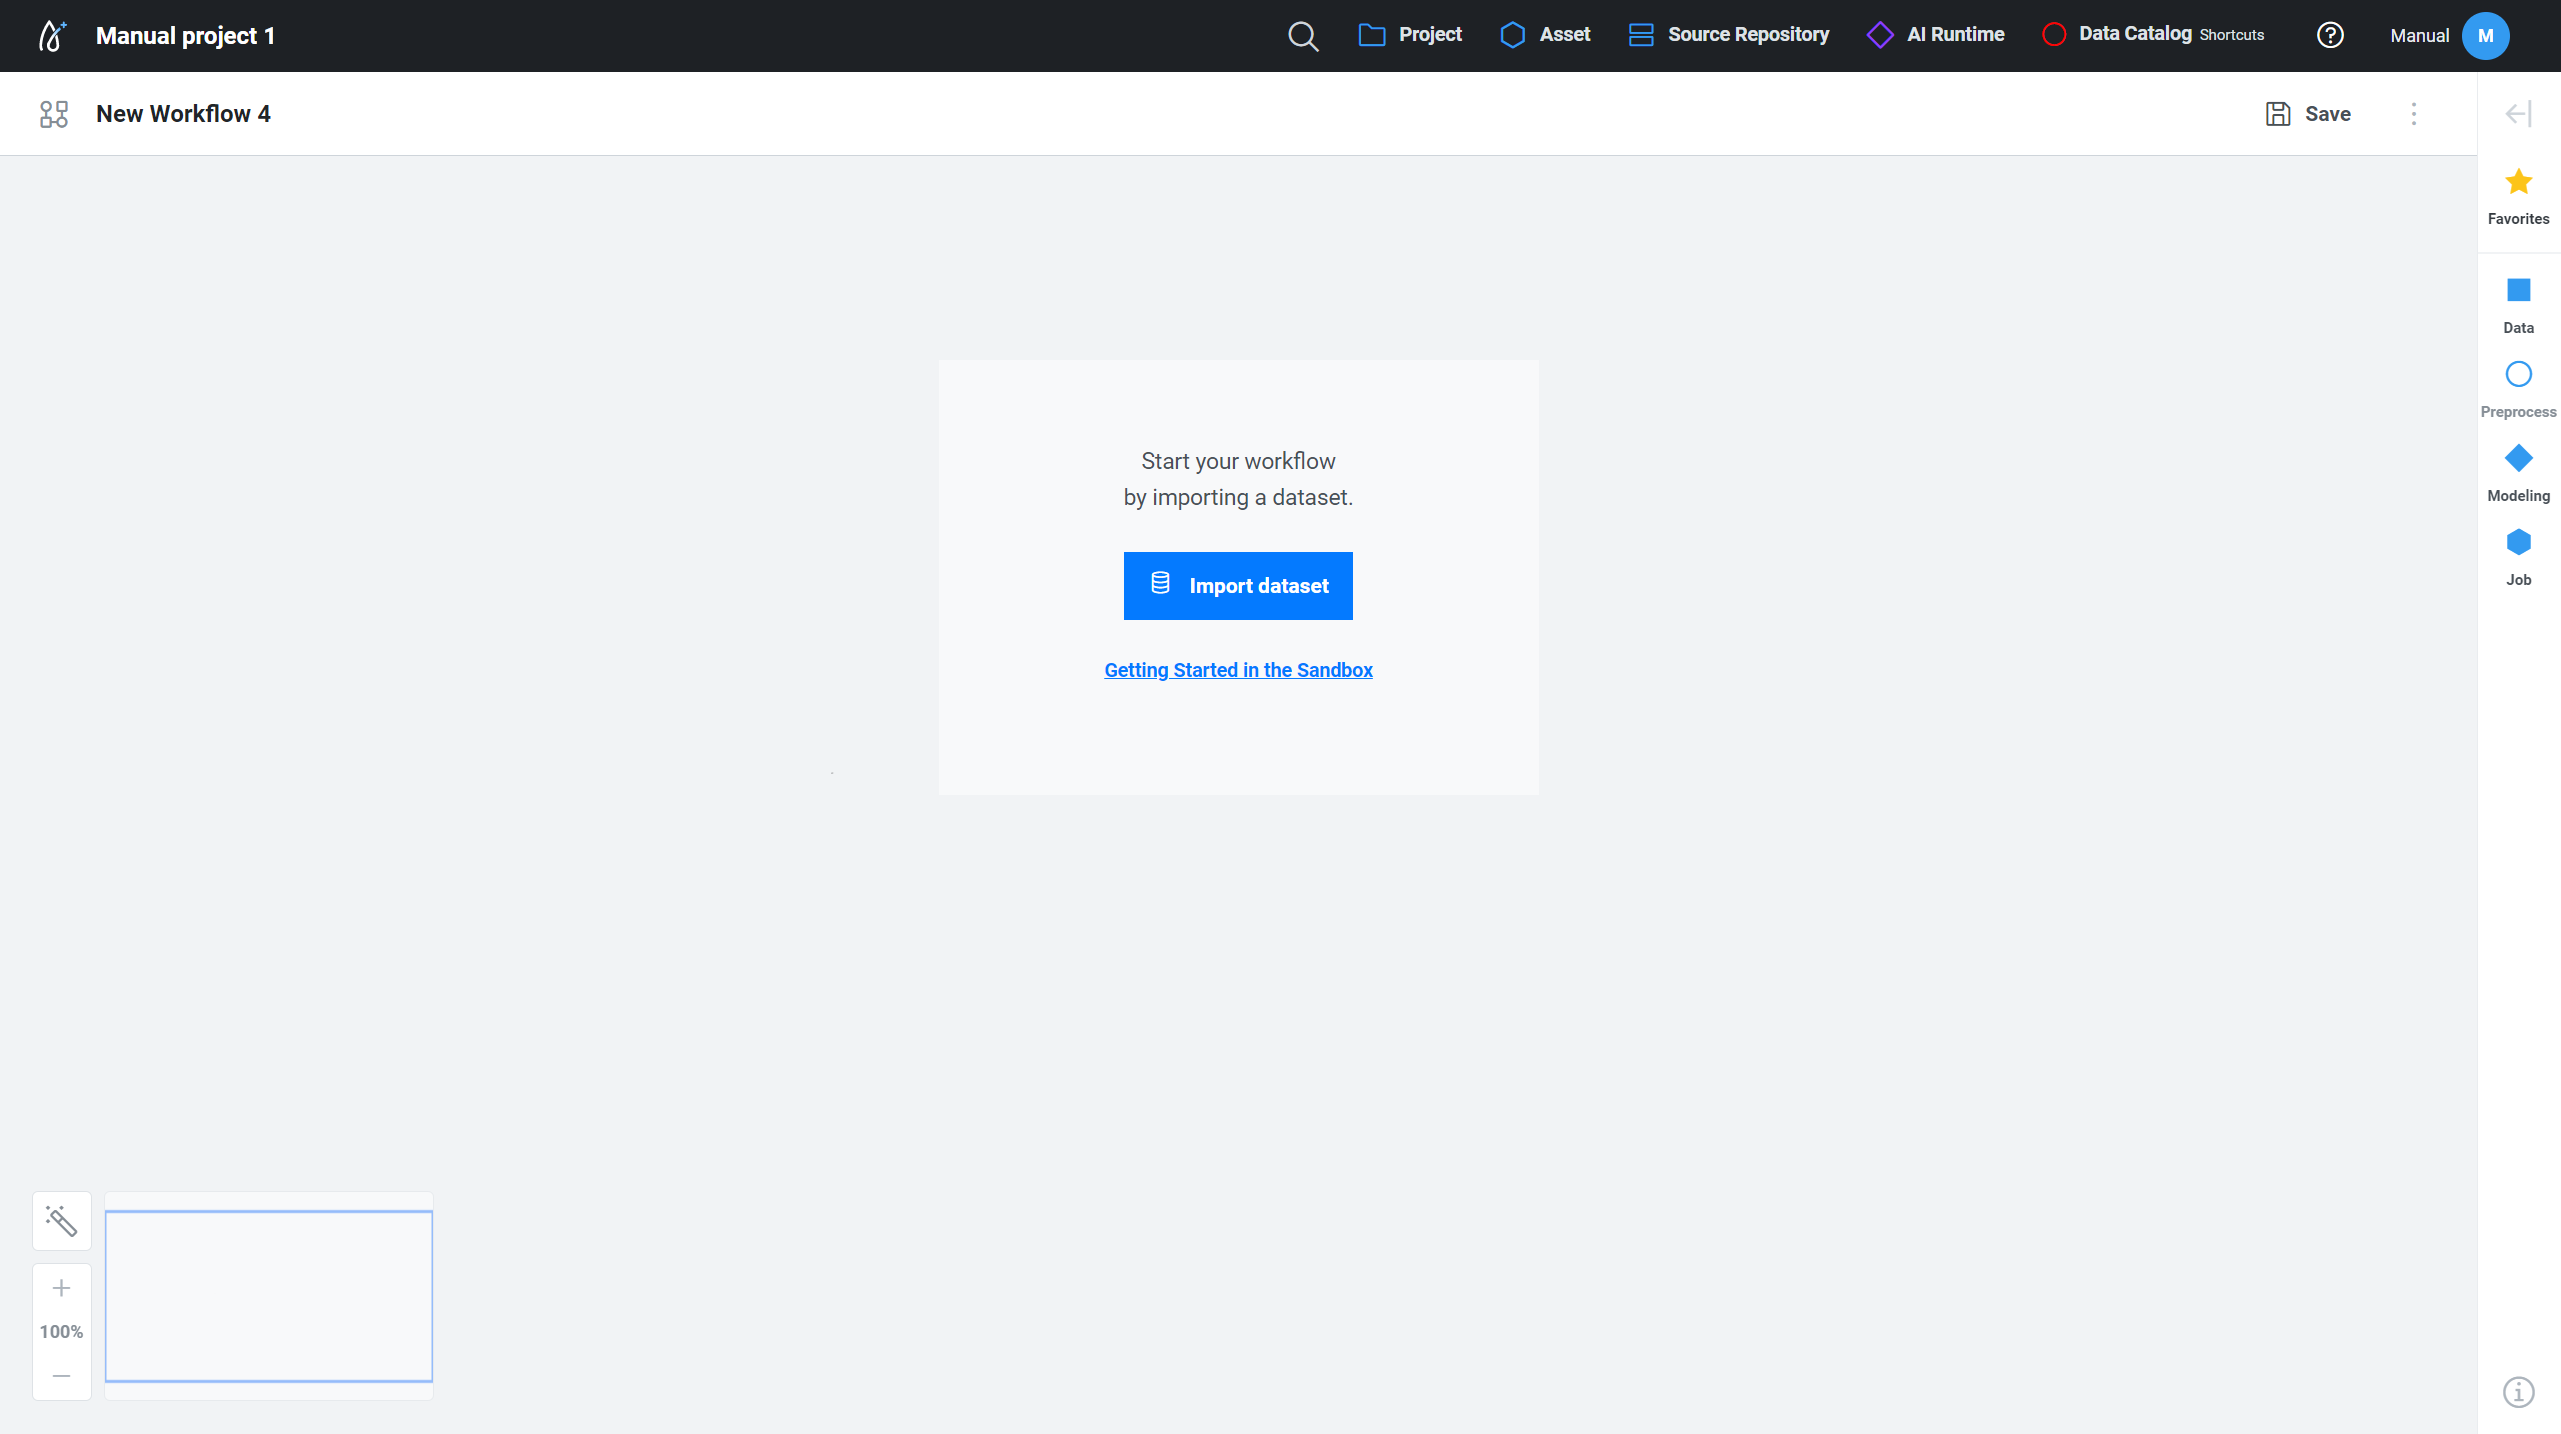 Manual project 1
Project
Asset
Source Repository
AI Runtime
Data Catalog
Shortcuts
Manual
M
New Workflow 4
Save
Favorites
Data
Preprocess
Modeling
Job
Start your workflow
by importing a dataset.
Import dataset
Getting Started in the Sandbox
100%